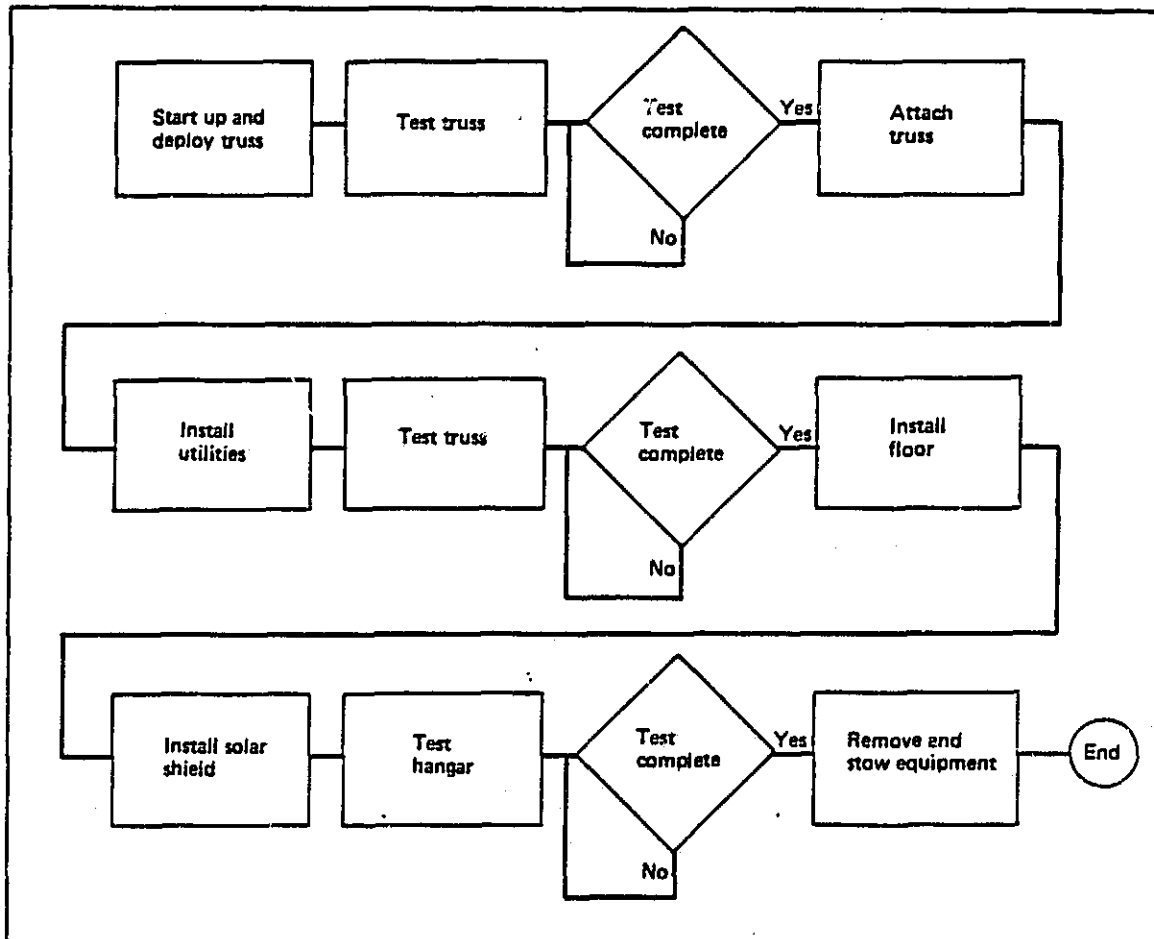 Start up and
deploy truss
Test truss
Test
complete
Yes
No
Attach
truss
Install
utilities
Test truss
Test
complete
Yes
No
Install
floor
Install solar
shield
Test
hangar
Test
complete
Yes
No
Remove and
stow equipment
End